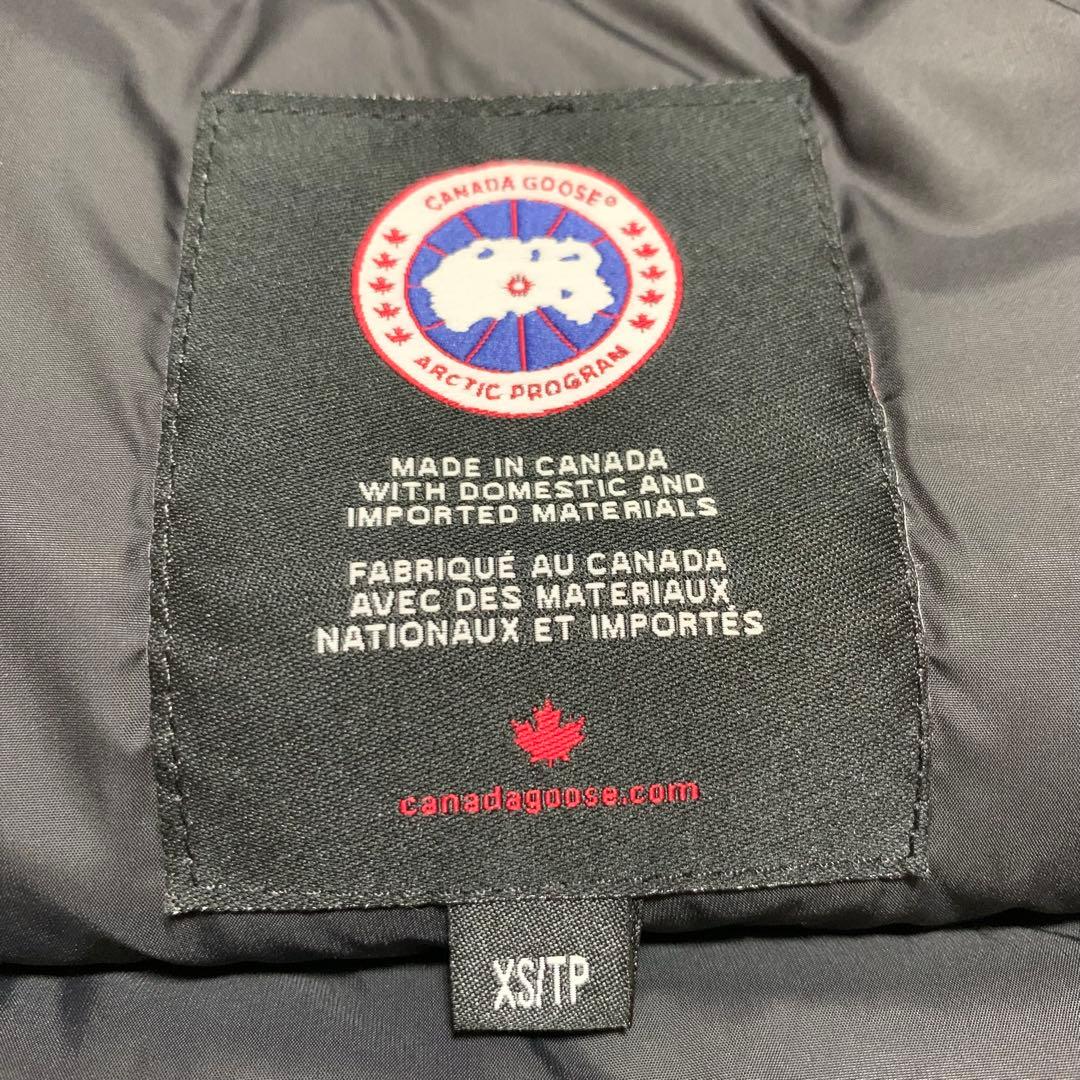 CANADA GOOSE®
ARCTIC PROGRAM
MADE IN CANADA
WITH DOMESTIC AND
IMPORTED MATERIALS
FABRIQUÉ AU CANADA
AVEC DES MATERIAUX
NATIONAUX ET IMPORTÉS
canadagoose.com
XS/TP